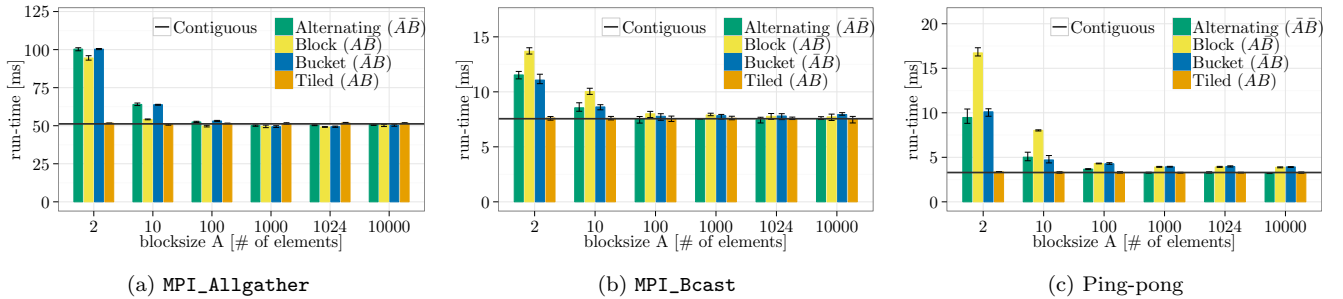 100
75
50
25
0
run-time [ms]
Contiguous
Alternating (ĀB̄)
Block (AB̄)
Bucket (ĀB)
Tiled (AB)
2 10 100 1000 1024 10000
blocksize A [# of elements]
(a) MPI_Allgather
15
10
5
0
run-time [ms]
Contiguous
Alternating (ĀB̄)
Block (AB̄)
Bucket (ĀB)
Tiled (AB)
2 10 100 1000 1024 10000
blocksize A [# of elements]
(b) MPI_Bcast
20
15
10
5
0
run-time [ms]
Contiguous
Alternating (ĀB̄)
Block (AB̄)
Bucket (ĀB)
Tiled (AB)
2 10 100 1000 1024 10000
blocksize A [# of elements]
(c) Ping-pong